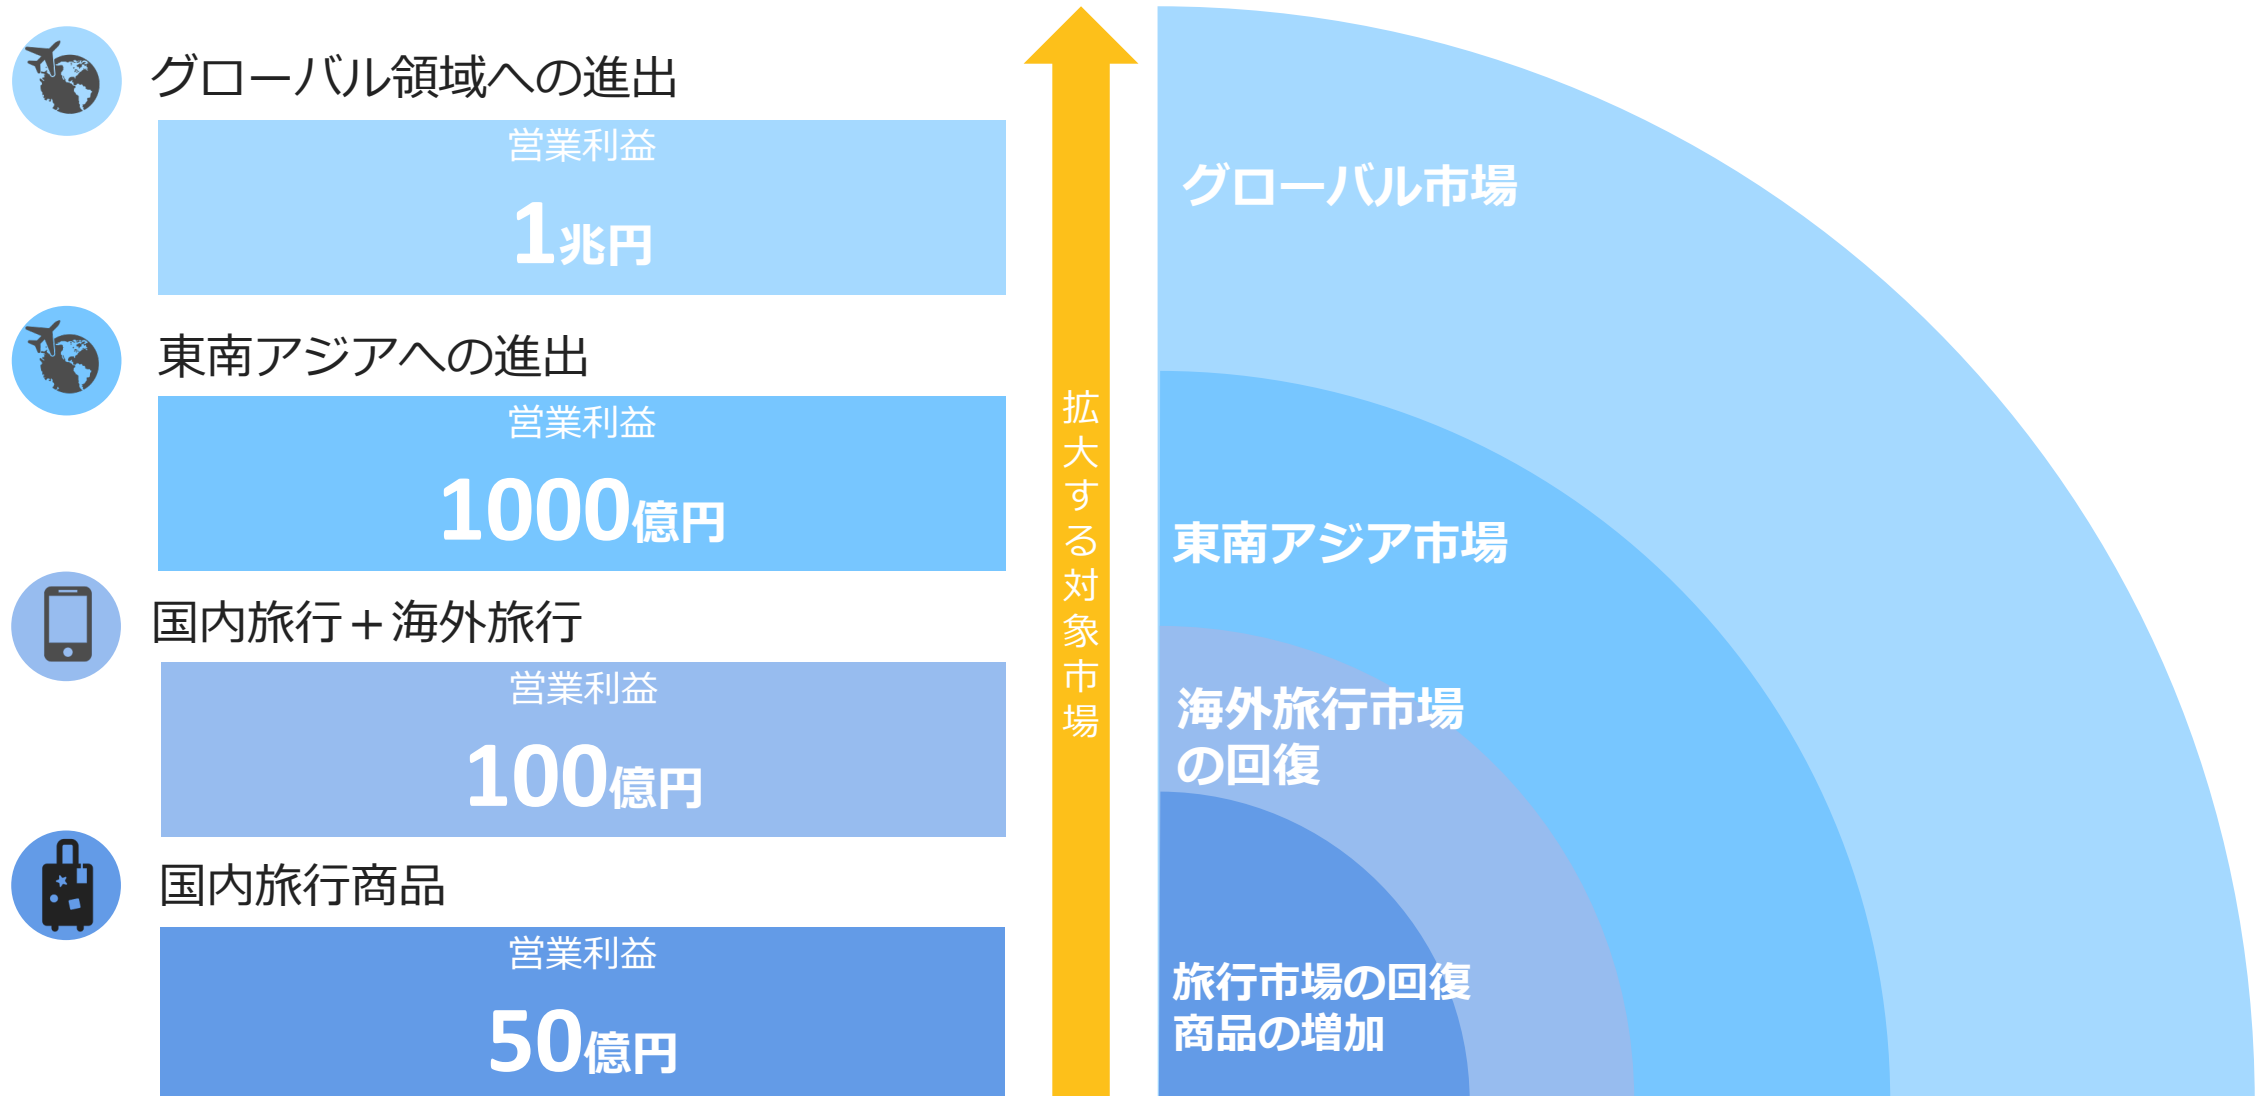 グローバル領域への進出
営業利益
1兆円
東南アジアへの進出
営業利益
1000億円
国内旅行＋海外旅行
営業利益
100億円
国内旅行商品
営業利益
50億円
拡大する対象市場
グローバル市場
東南アジア市場
海外旅行市場
の回復
旅行市場の回復
商品の増加